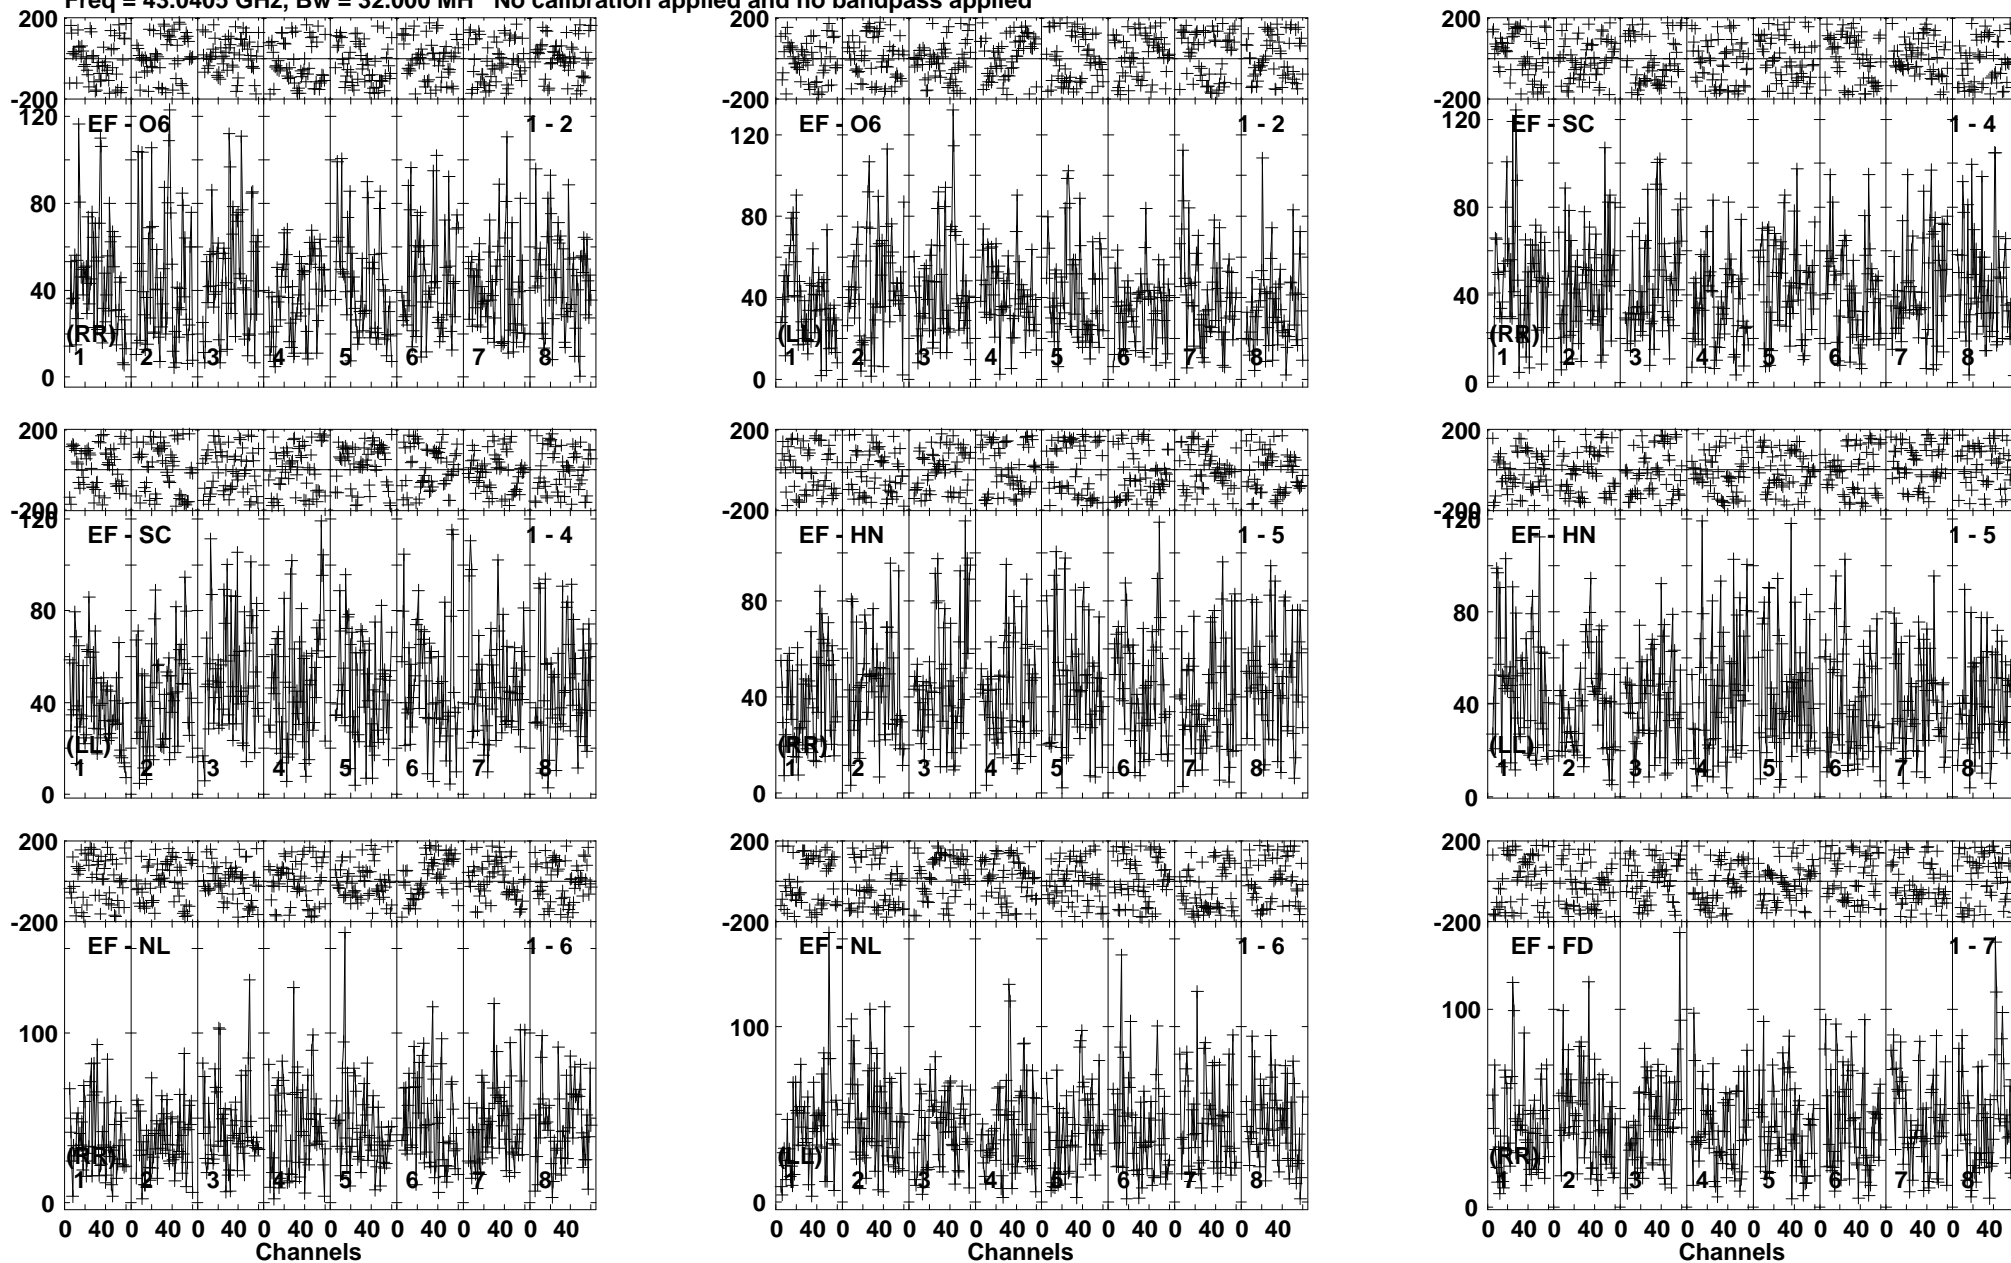 Freq = 43.0405 GHz, Bw = 32.000 MH No calibration applied and no bandpass applied
200 200 200
-200 -200 -200
120 120 120
EF - O6 1 - 2 EF - O6 1 - 2 EF - SC 1 - 4
80 80 80
40 40 40
(RR) (LL) (RR)
1 2 3 4 5 6 7 8 1 2 3 4 5 6 7 8 1 2 3 4 5 6 7 8
0 0 0
200 200 200
-200 -200 -200
120 120
EF - SC 1 - 4 EF - HN 1 - 5 EF - HN 1 - 5
80 80 80
40 40 40
(LL) (RR) (LL)
1 2 3 4 5 6 7 8 1 2 3 4 5 6 7 8 1 2 3 4 5 6 7 8
0 0 0
200 200 200
-200 -200 -200
EF - NL 1 - 6 EF - NL 1 - 6 EF - FD 1 - 7
100 100 100
(RR) (LL) (RR)
1 2 3 4 5 6 7 8 1 2 3 4 5 6 7 8 1 2 3 4 5 6 7 8
0 0 0
0 40 0 40 0 40 0 40 0 40 0 40 0 40 0 40 0 40 0 40 0 40 0 40 0 40 0 40 0 40 0 40 0 40 0 40 0 40 0 40 0 40 0 40 0 40 0 40
Channels Channels Channels